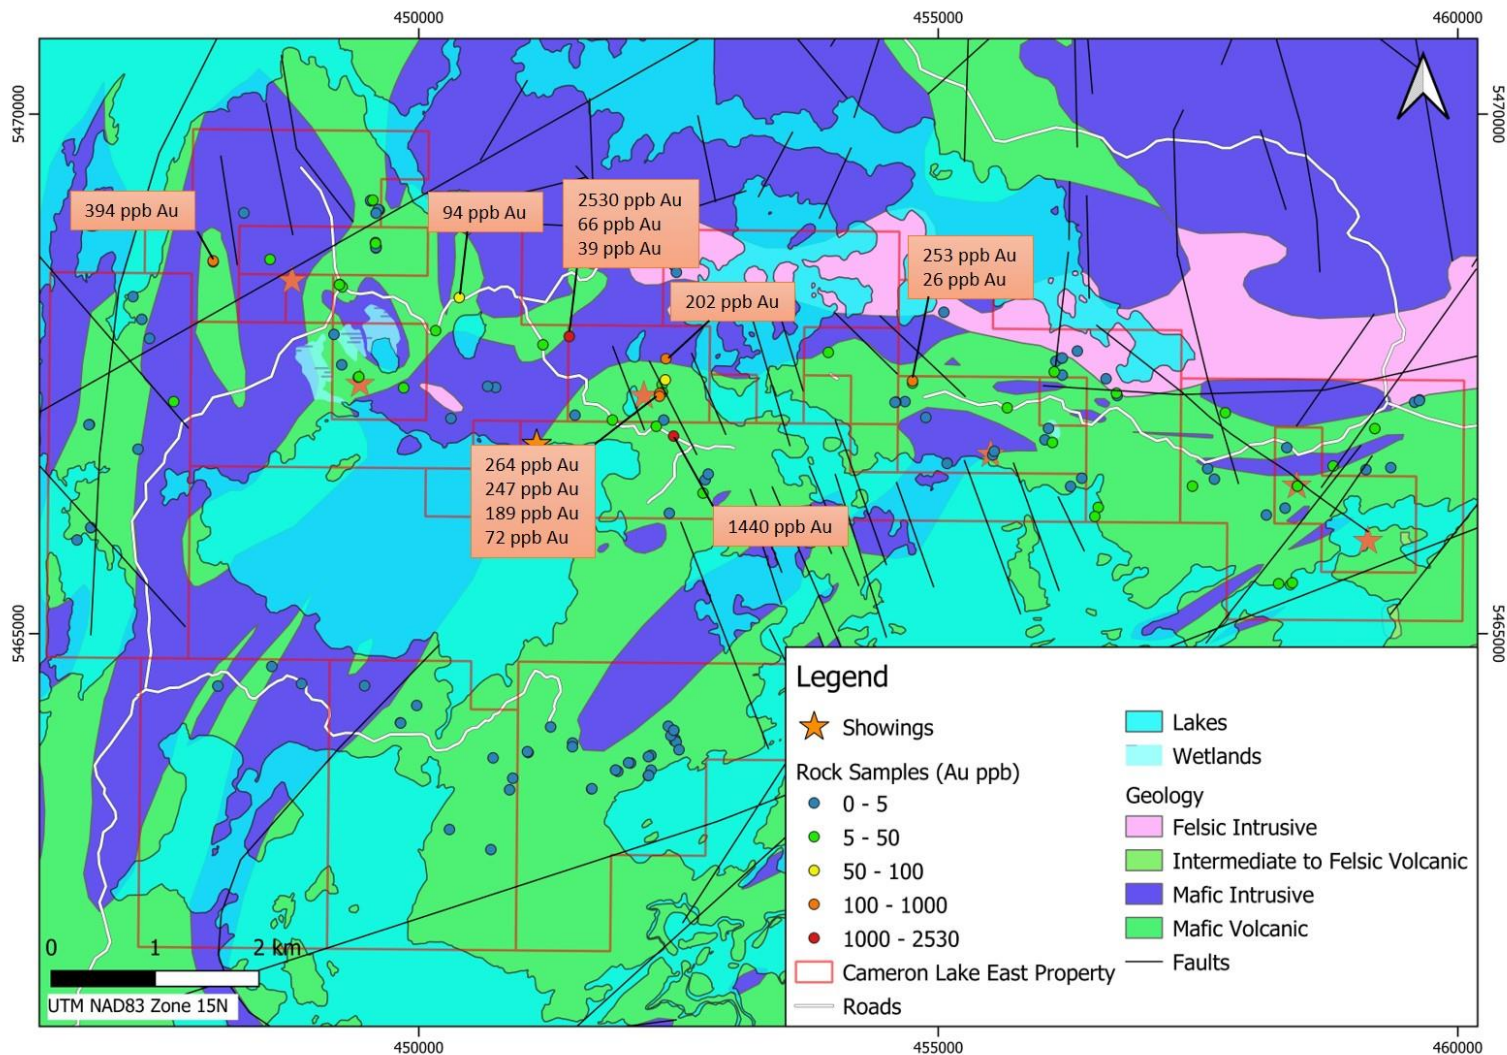 450000
455000
460000
5470000
5470000
394 ppb Au
94 ppb Au
2530 ppb Au
66 ppb Au
39 ppb Au
253 ppb Au
26 ppb Au
202 ppb Au
264 ppb Au
247 ppb Au
189 ppb Au
72 ppb Au
1440 ppb Au
5465000
5465000
Legend
Showings
Rock Samples (Au ppb)
0 - 5
5 - 50
50 - 100
100 - 1000
1000 - 2530
Cameron Lake East Property
Roads
Lakes
Wetlands
Geology
Felsic Intrusive
Intermediate to Felsic Volcanic
Mafic Intrusive
Mafic Volcanic
Faults
0 1 2 km
UTM NAD83 Zone 15N
450000
455000
460000